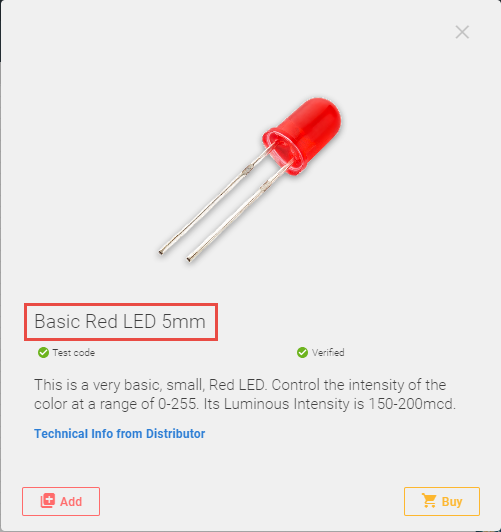 Basic Red LED 5mm
Test code
Verified
This is a very basic, small, Red LED. Control the intensity of the
color at a range of 0-255. Its Luminous Intensity is 150-200mcd.
Technical Info from Distributor
Add
Buy